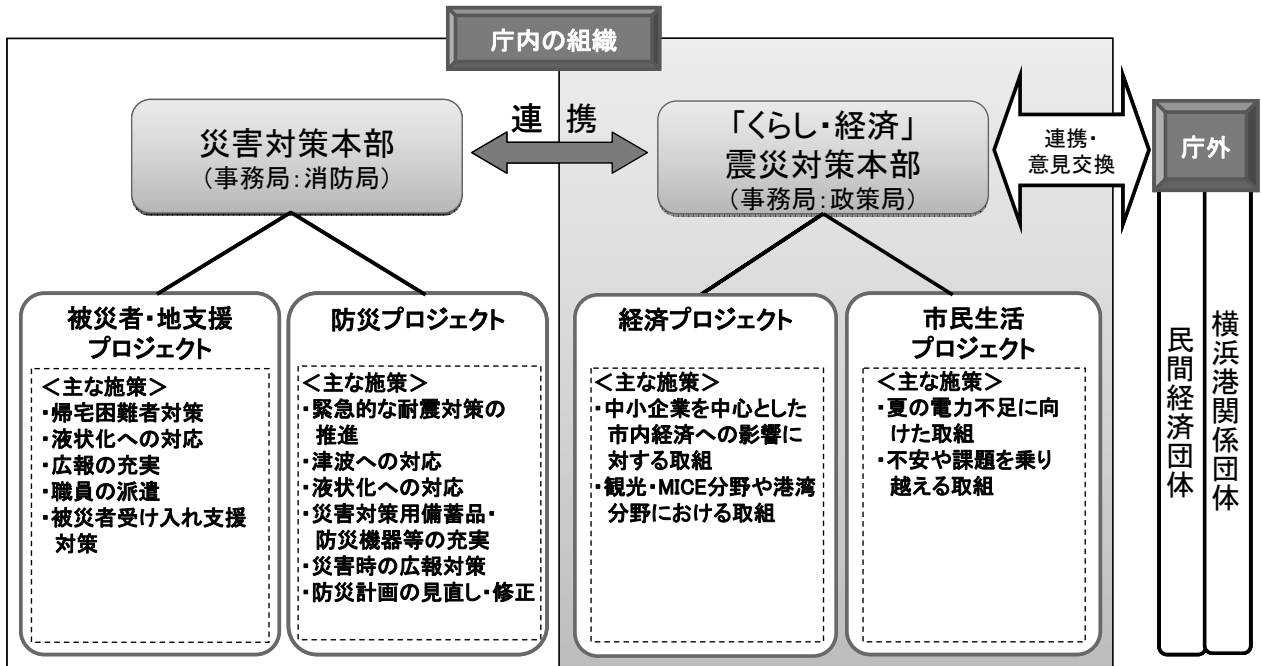 庁内の組織
災害対策本部
（事務局：消防局）
連 携
「くらし・経済」
震災対策本部
（事務局：政策局）
連携・
意見交換
庁外
民間経済団体
横浜港関係団体
被災者・地支援
プロジェクト
＜主な施策＞
・帰宅困難者対策
・液状化への対応
・広報の充実
・職員の派遣
・被災者受け入れ支援
対策
防災プロジェクト
＜主な施策＞
・緊急的な耐震対策の
推進
・津波への対応
・液状化への対応
・災害対策用備蓄品・
防災機器等の充実
・災害時の広報対策
・防災計画の見直し・修正
経済プロジェクト
＜主な施策＞
・中小企業を中心とした
市内経済への影響に
対する取組
・観光・MICE分野や港湾
分野における取組
市民生活
プロジェクト
＜主な施策＞
・夏の電力不足に向
けた取組
・不安や課題を乗り
越える取組